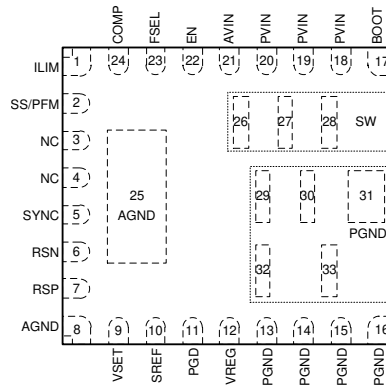 COMP FSEL EN AVIN PVIN PVIN PVIN BOOT
ILIM 1 24 23 22 21 20 19 18 17
SS/PFM 2 26 27 28 SW
NC 3
NC 4 25 29 30 31
SYNC 5 AGND
PGND
RSN 6
RSP 7 32 33
AGND 8 9 10 11 12 13 14 15 16
VSET SREF PGD VREG PGND PGND PGND PGND